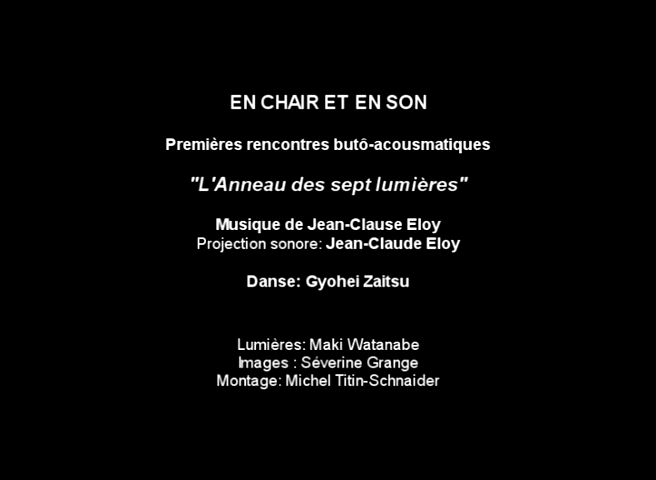 EN CHAIR ET EN SON
Premières rencontres butô-acousmatiques
"L'Anneau des sept lumières"
Musique de Jean-Clause Eloy
Projection sonore: Jean-Claude Eloy
Danse: Gyohei Zaitsu
Lumières: Maki Watanabe
Images : Séverine Grange
Montage: Michel Titin-Schnaider